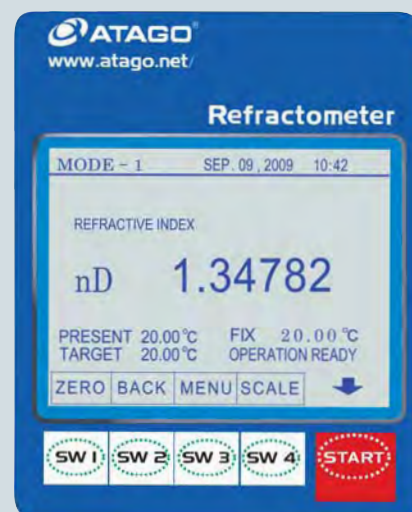 ATAGO®
www.atago.net/
Refractometer
MODE - 1 SEP. 09 , 2009 10:42
REFRACTIVE INDEX
nD 1.34782
PRESENT 20.00°C FIX 20.00°C
TARGET 20.00°C OPERATION READY
ZERO BACK MENU SCALE
SW 1 SW 2 SW 3 SW 4 START